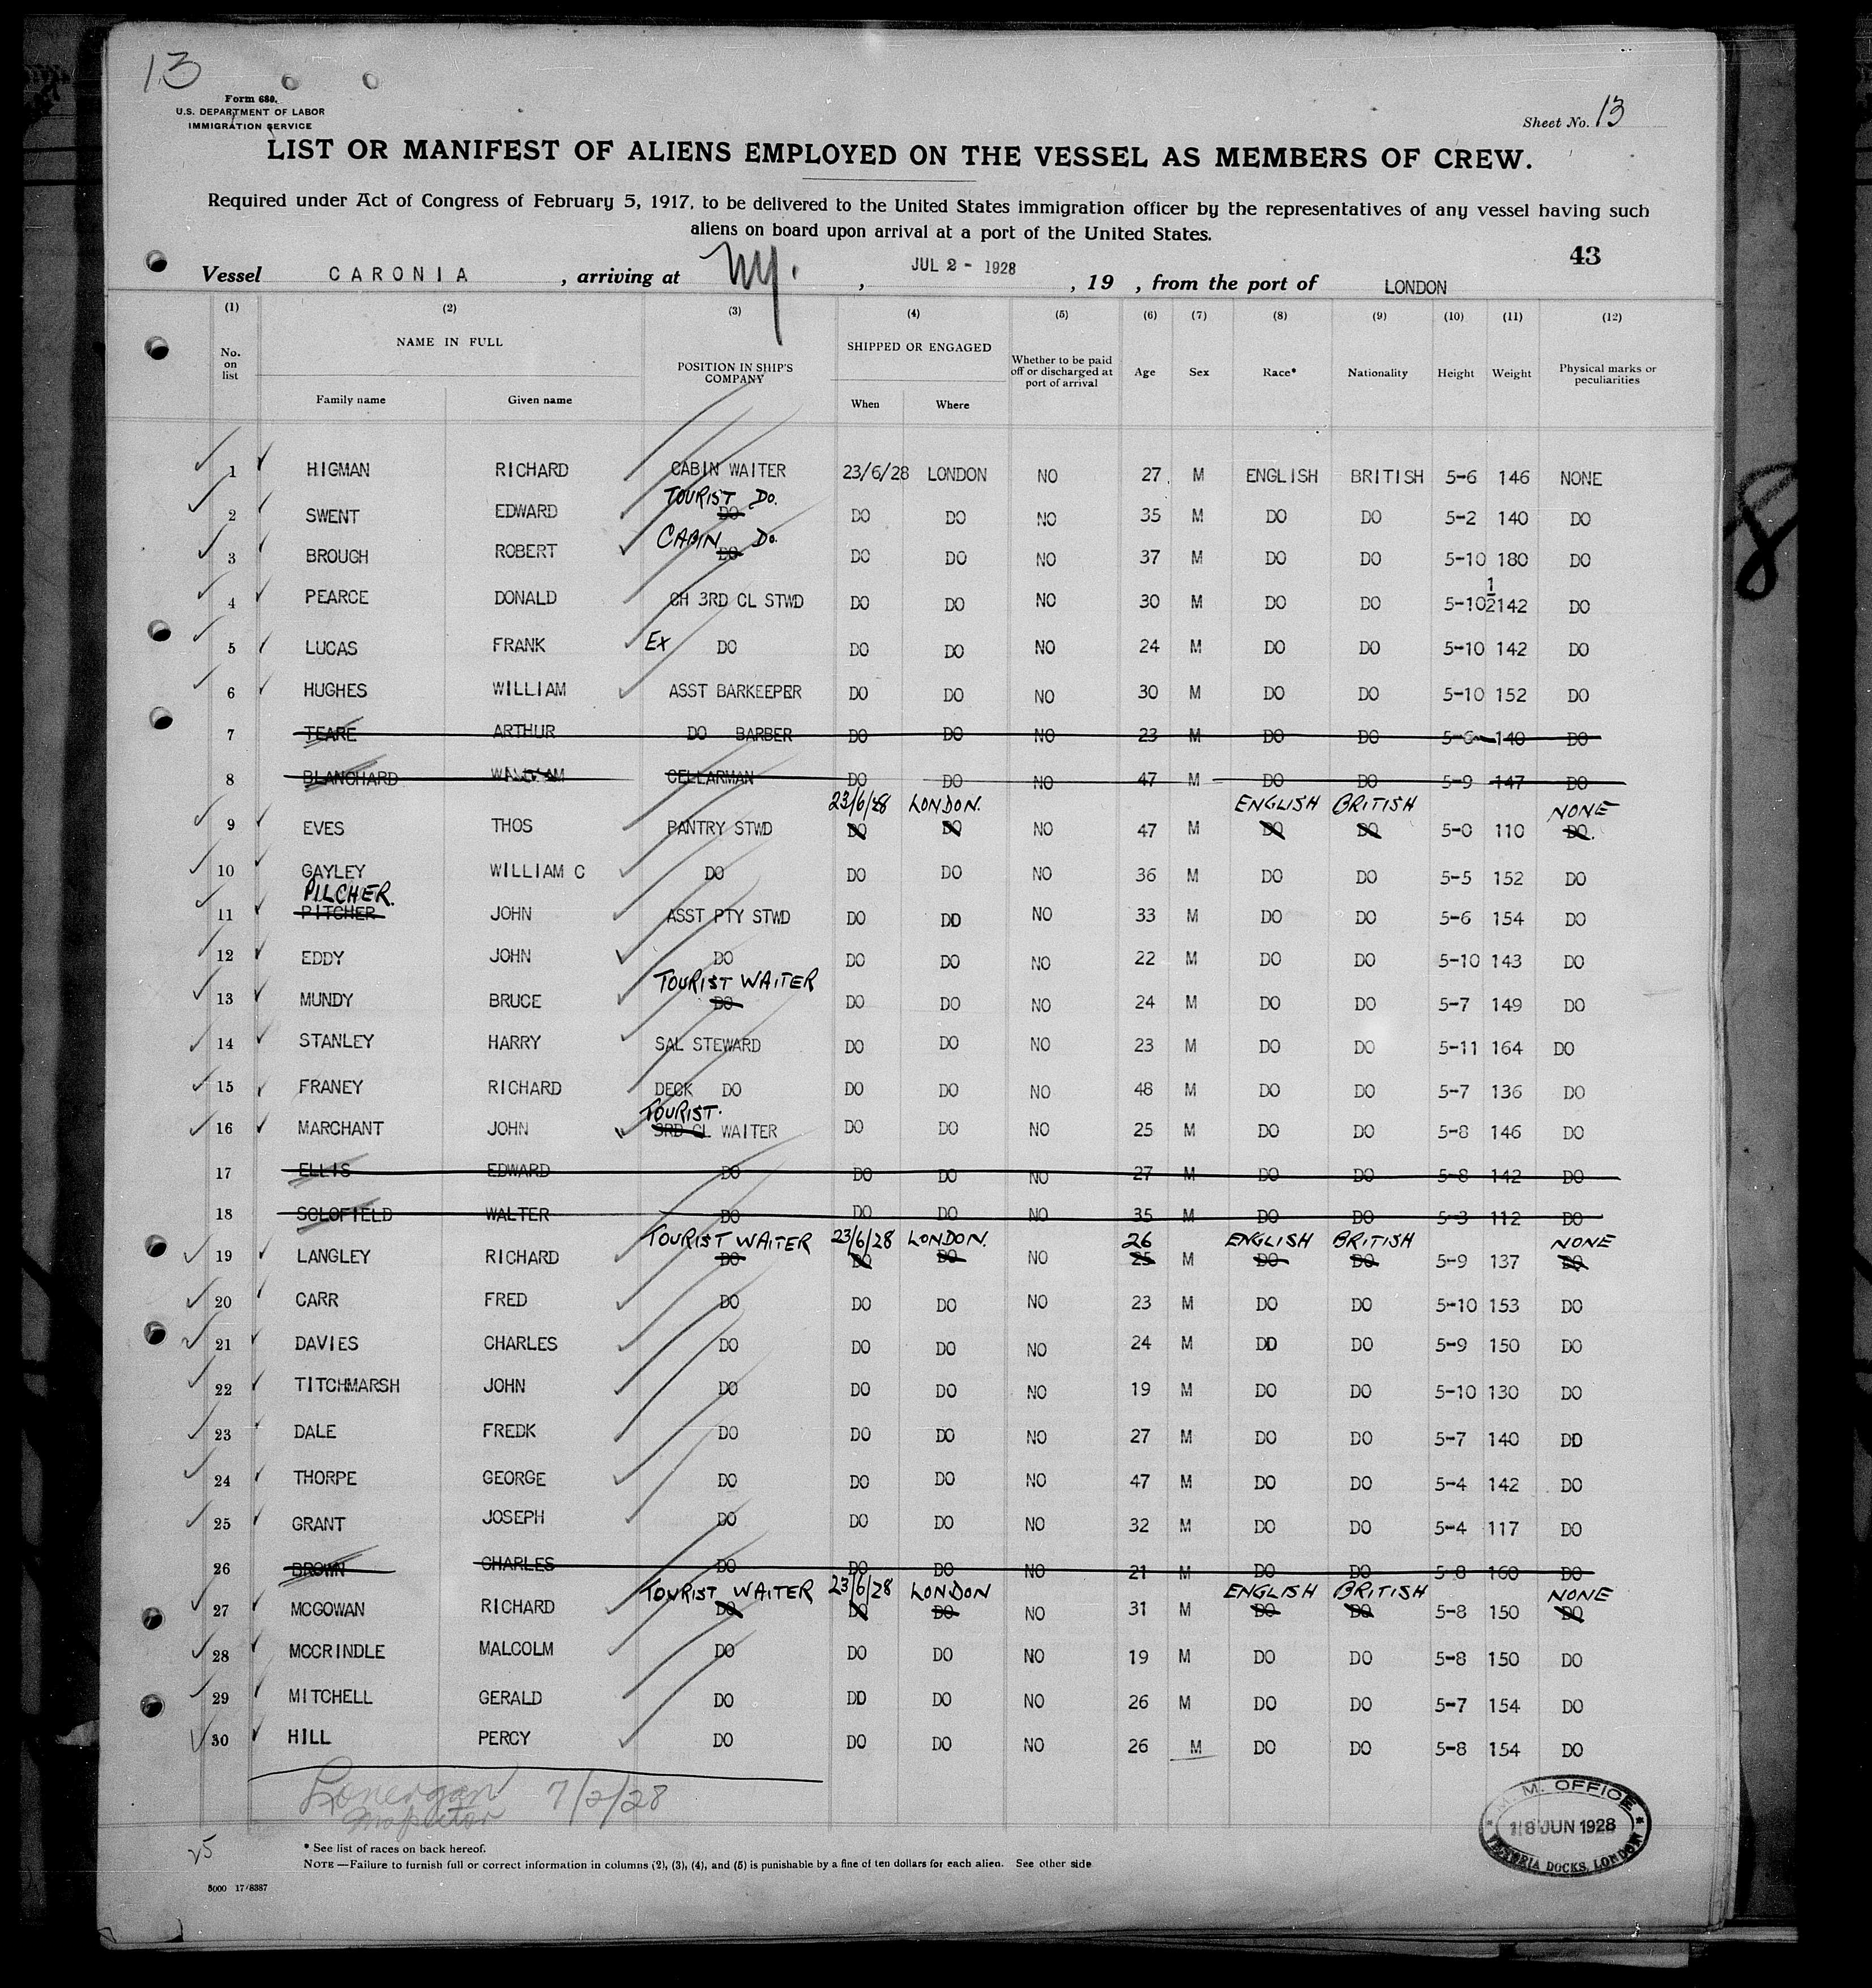 13
Form 680.
U.S. DEPARTMENT OF LABOR
IMMIGRATION SERVICE
Sheet No. 13
LIST OR MANIFEST OF ALIENS EMPLOYED ON THE VESSEL AS MEMBERS OF CREW.
Required under Act of Congress of February 5, 1917, to be delivered to the United States immigration officer by the representatives of any vessel having such
aliens on board upon arrival at a port of the United States.
43
Vessel CARONIA, arriving at NY., JUL 2 - 1928, 19 , from the port of LONDON
(1) (2) (3) (4) (5) (6) (7) (8) (9) (10) (11) (12)
No. on list NAME IN FULL POSITION IN SHIP'S COMPANY SHIPPED OR ENGAGED Whether to be paid off or discharged at port of arrival Age Sex Race* Nationality Height Weight Physical marks or peculiarities
Family name Given name When Where
1 HIGMAN RICHARD CABIN WAITER 23/6/28 LONDON NO 27 M ENGLISH BRITISH 5-6 146 NONE
TOURIST Do.
2 SWENT EDWARD DO DO DO NO 35 M DO DO 5-2 140 DO
CABIN Do.
3 BROUGH ROBERT DO DO DO NO 37 M DO DO 5-10 180 DO
4 PEARCE DONALD CH 3RD CL STWD DO DO NO 30 M DO DO 5-10 1/2 142 DO
5 LUCAS FRANK Ex DO DO DO NO 24 M DO DO 5-10 142 DO
6 HUGHES WILLIAM ASST BARKEEPER DO DO NO 30 M DO DO 5-10 152 DO
7 TEARE ARTHUR DO BARBER DO DO NO 23 M DO DO 5-6 140 DO
8 BLANCHARD WILLIAM CELLARMAN DO DO NO 47 M DO DO 5-9 147 DO
23/6/28 LONDON. ENGLISH BRITISH NONE
9 EVES THOS PANTRY STWD DO DO NO 47 M DO DO 5-0 110 DO.
10 GAYLEY WILLIAM C DO DO DO NO 36 M DO DO 5-5 152 DO
PILCHER.
11 PITCHER JOHN ASST PTY STWD DO DO NO 33 M DO DO 5-6 154 DO
12 EDDY JOHN DO DO DO NO 22 M DO DO 5-10 143 DO
TOURIST WAITER
13 MUNDY BRUCE DO DO DO NO 24 M DO DO 5-7 149 DO
14 STANLEY HARRY SAL STEWARD DO DO NO 23 M DO DO 5-11 164 DO
15 FRANEY RICHARD DECK DO DO DO NO 48 M DO DO 5-7 136 DO
TOURIST.
16 MARCHANT JOHN 3RD CL WAITER DO DO NO 25 M DO DO 5-8 146 DO
17 ELLIS EDWARD DO DO DO NO 27 M DO DO 5-8 142 DO
18 SCLOFIELD WALTER DO DO DO NO 35 M DO DO 5-3 112 DO
TOURIST WAITER 23/6/28 LONDON. 26 ENGLISH BRITISH NONE
19 LANGLEY RICHARD DO DO DO NO 25 M DO DO 5-9 137 DO
20 CARR FRED DO DO DO NO 23 M DO DO 5-10 153 DO
21 DAVIES CHARLES DO DO DO NO 24 M DO DO 5-9 150 DO
22 TITCHMARSH JOHN DO DO DO NO 19 M DO DO 5-10 130 DO
23 DALE FREDK DO DO DO NO 27 M DO DO 5-7 140 DO
24 THORPE GEORGE DO DO DO NO 47 M DO DO 5-4 142 DO
25 GRANT JOSEPH DO DO DO NO 32 M DO DO 5-4 117 DO
26 BROWN CHARLES DO DO DO NO 21 M DO DO 5-8 160 DO
TOURIST WAITER 23/6/28 LONDON ENGLISH BRITISH NONE
27 MCGOWAN RICHARD DO DO DO NO 31 M DO DO 5-8 150 DO
28 MCCRINDLE MALCOLM DO DO DO NO 19 M DO DO 5-8 150 DO
29 MITCHELL GERALD DO DO DO NO 26 M DO DO 5-7 154 DO
30 HILL PERCY DO DO DO NO 26 M DO DO 5-8 154 DO
Lonergan 7/2/28
Inspector
M. M. OFFICE
18 JUN 1928
VICTORIA DOCKS, LONDON
25
* See list of races on back hereof.
NOTE—Failure to furnish full or correct information in columns (2), (3), (4), and (5) is punishable by a fine of ten dollars for each alien. See other side
5000 17/8387